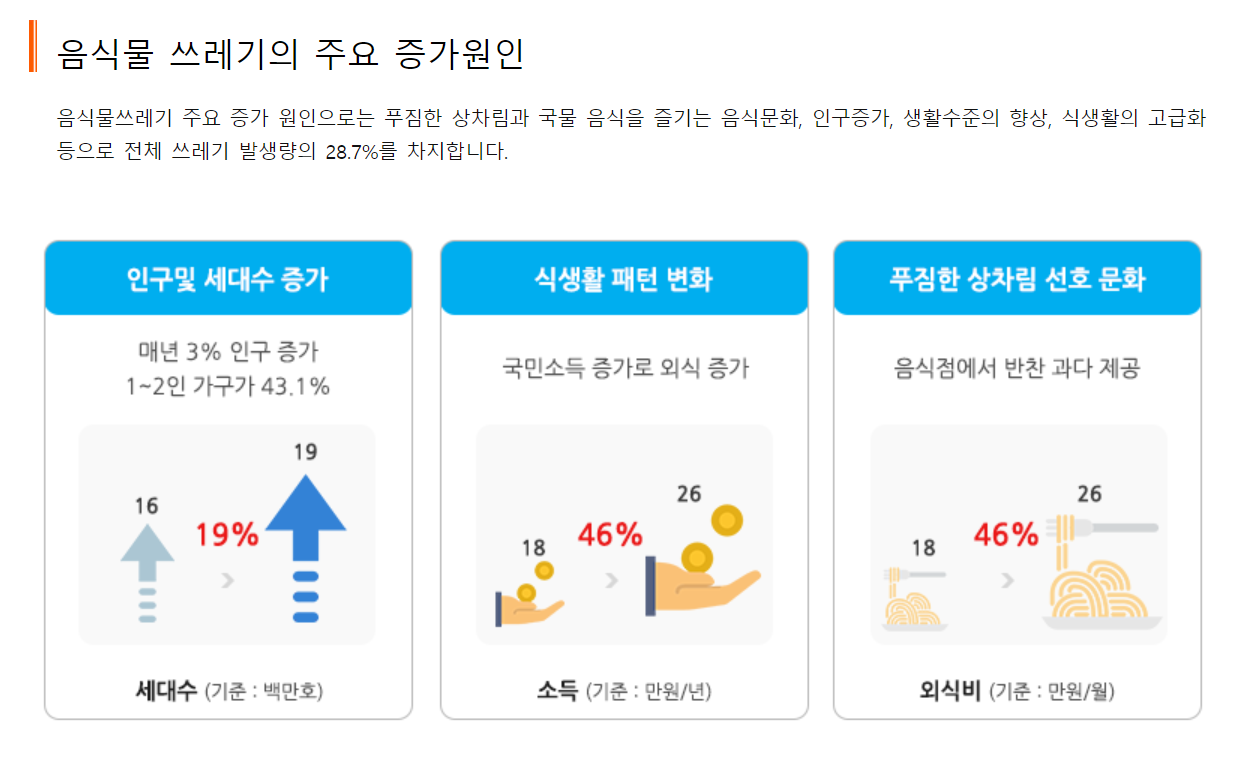 음식물 쓰레기의 주요 증가원인
음식물쓰레기 주요 증가 원인으로는 푸짐한 상차림과 국물 음식을 즐기는 음식문화, 인구증가, 생활수준의 향상, 식생활의 고급화
등으로 전체 쓰레기 발생량의 28.7%를 차지합니다.
인구및 세대수 증가
매년 3% 인구 증가
1~2인 가구가 43.1%
16
19%
19
세대수 (기준 : 백만호)
식생활 패턴 변화
국민소득 증가로 외식 증가
18
46%
26
소득 (기준 : 만원/년)
푸짐한 상차림 선호 문화
음식점에서 반찬 과다 제공
18
46%
26
외식비 (기준 : 만원/월)